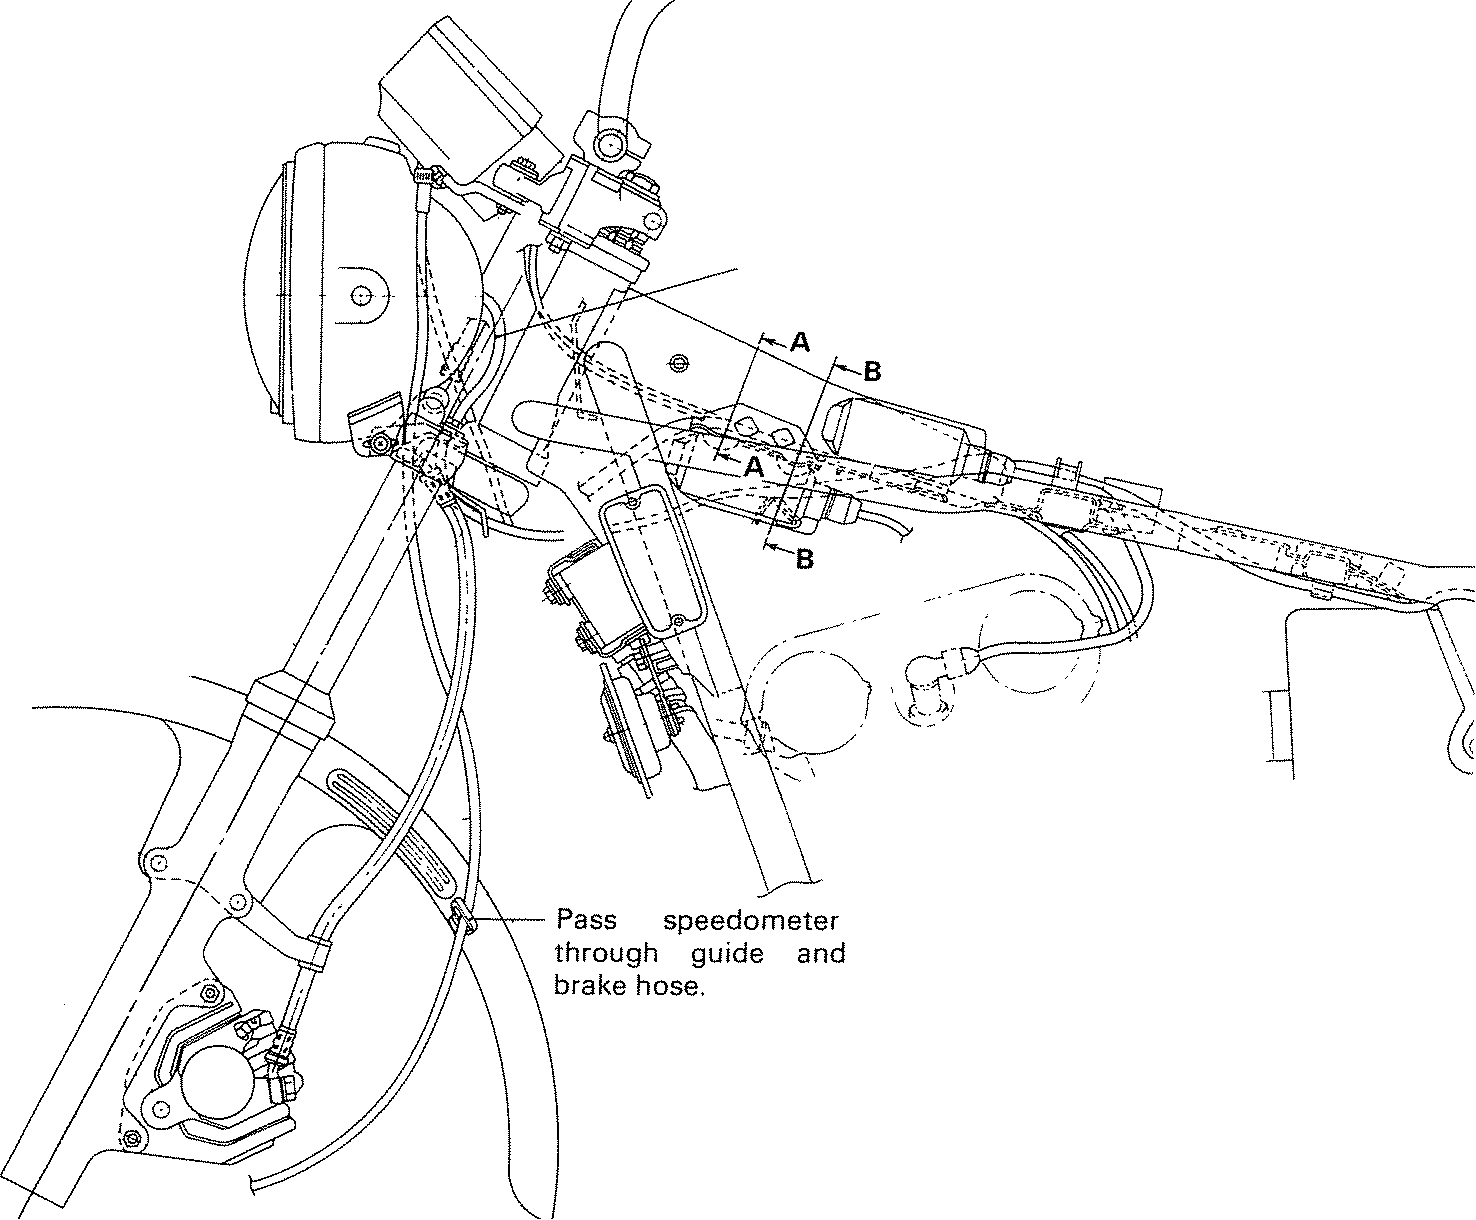 A
B
A
B
Pass speedometer
through guide and
brake hose.